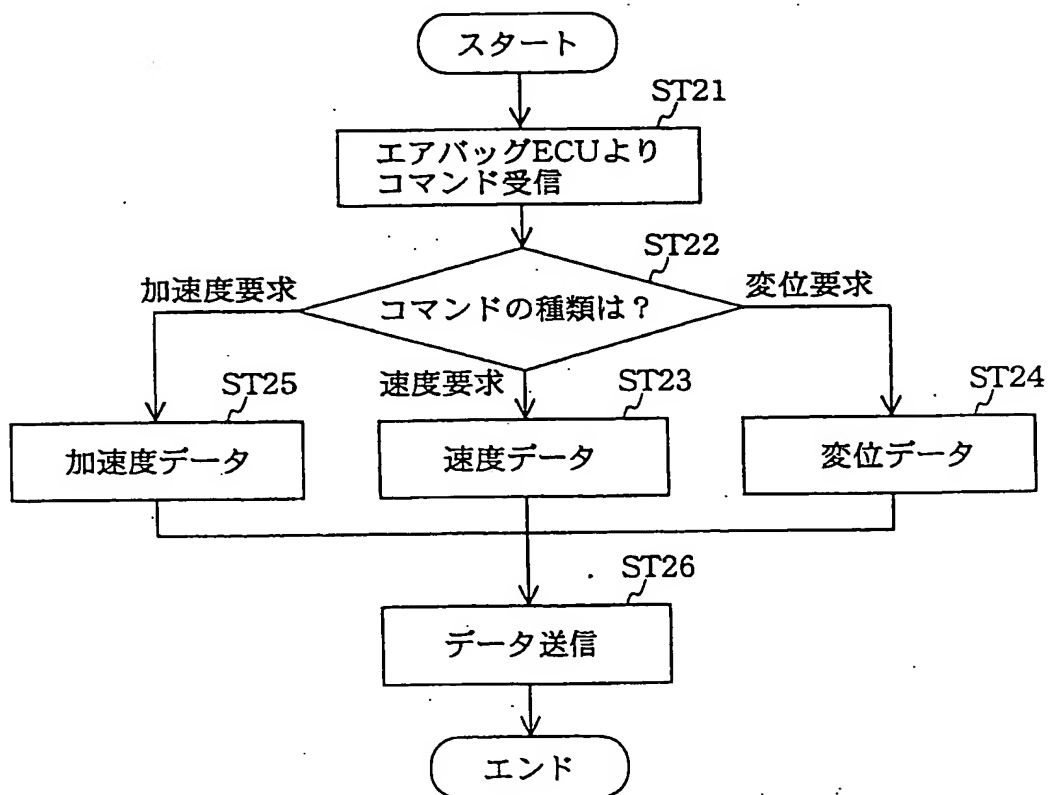 スタート
ST21
エアバッグECUより
コマンド受信
ST22
加速度要求
コマンドの種類は？
変位要求
速度要求
ST25
ST23
ST24
加速度データ
速度データ
変位データ
ST26
データ送信
エンド